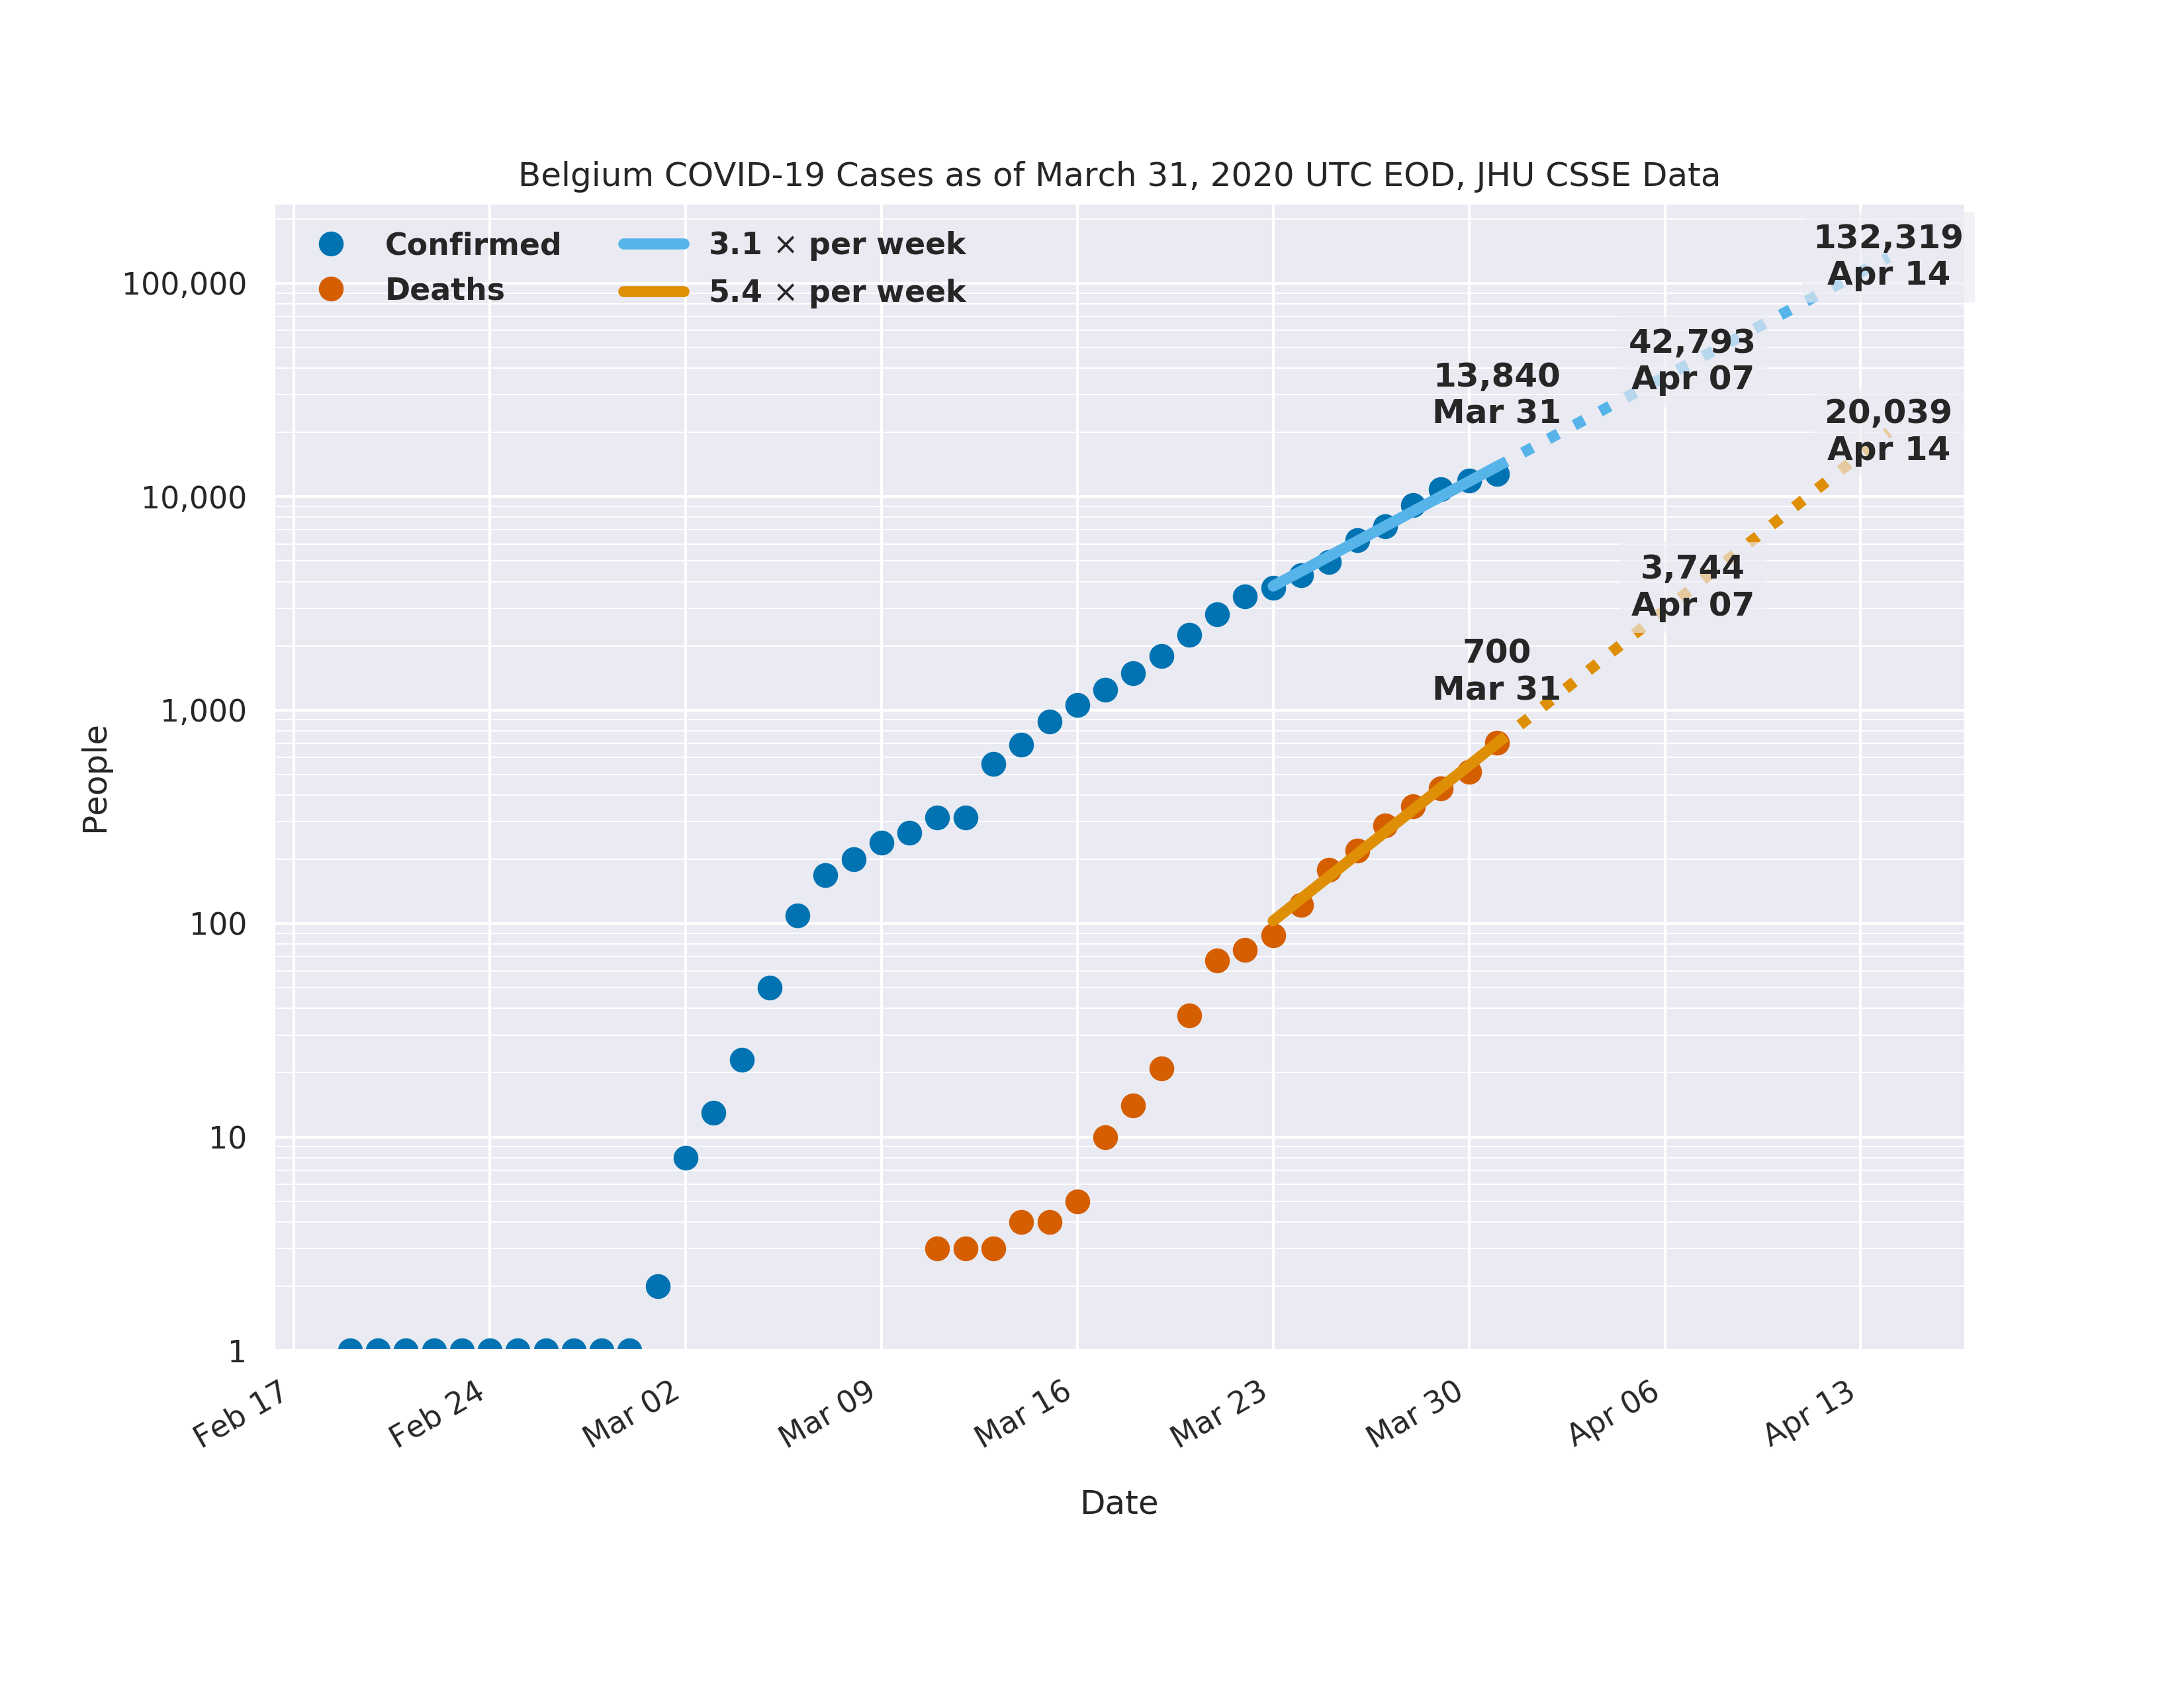 Belgium COVID-19 Cases as of March 31, 2020 UTC EOD, JHU CSSE Data
Confirmed
Deaths
3.1 × per week
5.4 × per week
132,319
Apr 14
42,793
Apr 07
13,840
Mar 31
20,039
Apr 14
3,744
Apr 07
700
Mar 31
100,000
10,000
1,000
100
10
1
People
Feb 17
Feb 24
Mar 02
Mar 09
Mar 16
Mar 23
Mar 30
Apr 06
Apr 13
Date